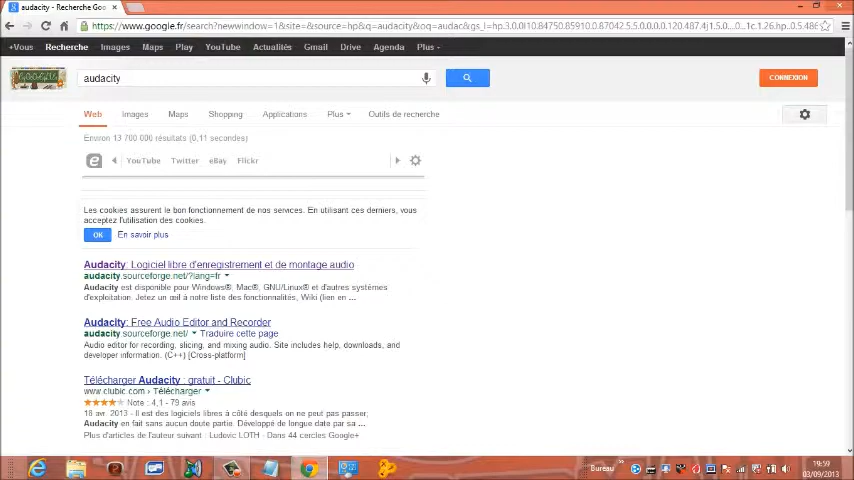 audacity - Recherche Goo
https://www.google.fr/search?newwindow=1&site=&source=hp&q=audacity&oq=audac&gs_l=hp.3.0.0l10.84750.85910.0.87042.5.5.0.0.0.0.120.487.4j1.5.0....0...1c.1.26.hp..0.5.486
+Vous Recherche Images Maps Play YouTube Actualités Gmail Drive Agenda Plus
audacity
CONNEXION
Web Images Maps Shopping Applications Plus Outils de recherche
Environ 13 700 000 résultats (0,11 secondes)
YouTube Twitter eBay Flickr
Les cookies assurent le bon fonctionnement de nos services. En utilisant ces derniers, vous
acceptez l'utilisation des cookies.
OK En savoir plus
Audacity: Logiciel libre d'enregistrement et de montage audio
audacity.sourceforge.net/?lang=fr
Audacity est disponible pour Windows®, Mac®, GNU/Linux® et d'autres systèmes
d'exploitation. Jetez un œil à notre liste des fonctionnalités, Wiki (lien en ...
Audacity: Free Audio Editor and Recorder
audacity.sourceforge.net/ Traduire cette page
Audio editor for recording, slicing, and mixing audio. Site includes help, downloads, and
developer information. (C++) [Cross-platform]
Télécharger Audacity : gratuit - Clubic
www.clubic.com › Télécharger
Note : 4,1 - 79 avis
18 avr. 2013 - Il est des logiciels libres à côté desquels on ne peut pas passer;
Audacity en fait sans aucun doute partie. Développé de longue date par sa ...
Plus d'articles de l'auteur suivant : Ludovic LOTH - Dans 44 cercles Google+
Bureau
19:59
03/09/2013